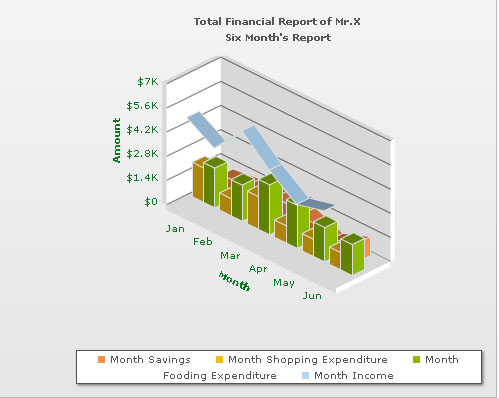 Total Financial Report of Mr.X
Six Month's Report
$7K
$5.6K
$4.2K
$2.8K
$1.4K
$0
Amount
Jan
Feb
Mar
Apr
May
Jun
Month
Month Savings Month Shopping Expenditure Month
Fooding Expenditure Month Income